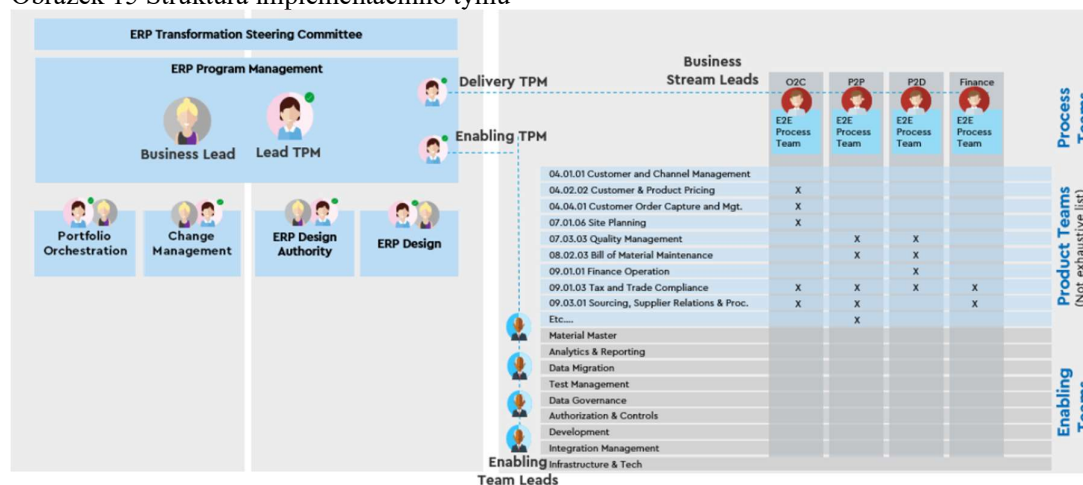 Obrázek 15 Struktura implementačního týmu
ERP Transformation Steering Committee
ERP Program Management
Business Lead
Lead TPM
Delivery TPM
Enabling TPM
Portfolio
Orchestration
Change
Management
ERP Design
Authority
ERP Design
Business
Stream Leads
O2C
P2P
P2D
Finance
E2E
Process
Team
E2E
Process
Team
E2E
Process
Team
E2E
Process
Team
Process
04.01.01 Customer and Channel Management
04.02.02 Customer & Product Pricing X
04.04.01 Customer Order Capture and Mgt. X
07.01.06 Site Planning X
07.03.03 Quality Management X X
08.02.03 Bill of Material Maintenance X X
09.01.01 Finance Operation X
09.01.03 Tax and Trade Compliance X X X X
09.03.01 Sourcing, Supplier Relations & Proc. X X X
Etc.... X
Product Teams
(Not exhaustive list)
Material Master
Analytics & Reporting
Data Migration
Test Management
Data Governance
Authorization & Controls
Development
Integration Management
Infrastructure & Tech
Enabling
Enabling
Team Leads